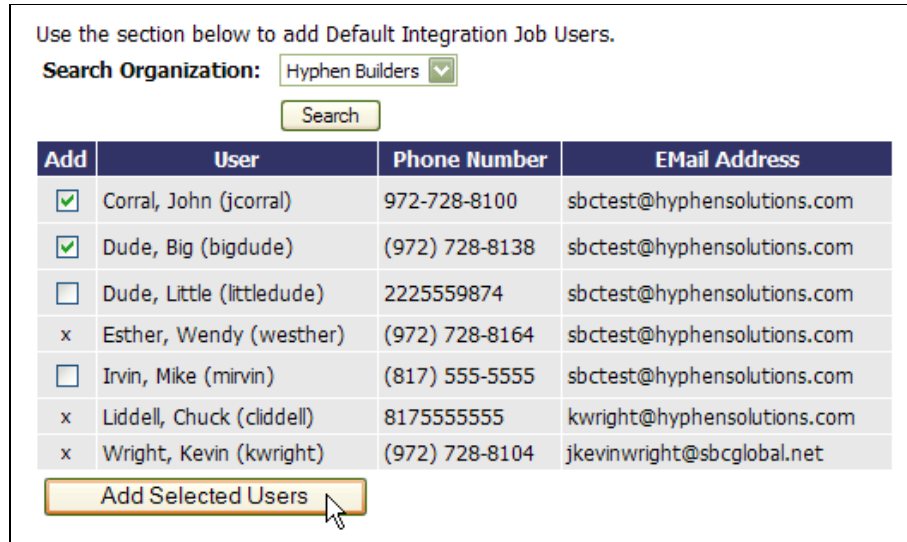 Use the section below to add Default Integration Job Users.
Search Organization: Hyphen Builders
Search
Add User Phone Number EMail Address
Corral, John (jcorral) 972-728-8100 sbctest@hyphensolutions.com
Dude, Big (bigdude) (972) 728-8138 sbctest@hyphensolutions.com
Dude, Little (littledude) 2225559874 sbctest@hyphensolutions.com
x Esther, Wendy (westher) (972) 728-8164 sbctest@hyphensolutions.com
Irvin, Mike (mirvin) (817) 555-5555 sbctest@hyphensolutions.com
x Liddell, Chuck (cliddell) 8175555555 kwright@hyphensolutions.com
x Wright, Kevin (kwright) (972) 728-8104 jkevinwright@sbcglobal.net
Add Selected Users